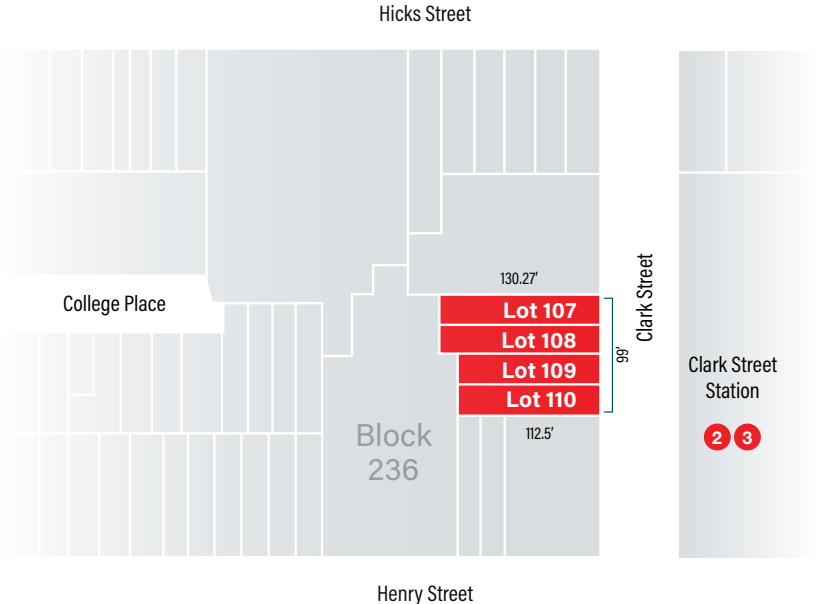 Hicks Street
130.27'
College Place
Lot 107
Lot 108
Lot 109
Lot 110
99'
Clark Street
Clark Street
Station
2 3
112.5'
Block
236
Henry Street